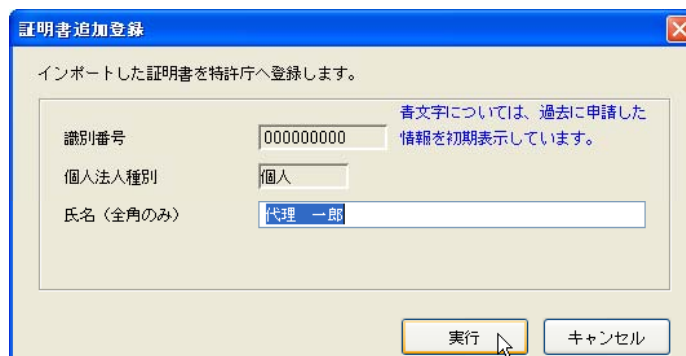 証明書追加登録
インポートした証明書を特許庁へ登録します。
書文字については、過去に申請した
情報を初期表示しています。
識別番号
000000000
個人法人種別
個人
氏名（全角のみ）
代理　一郎
実行
キャンセル